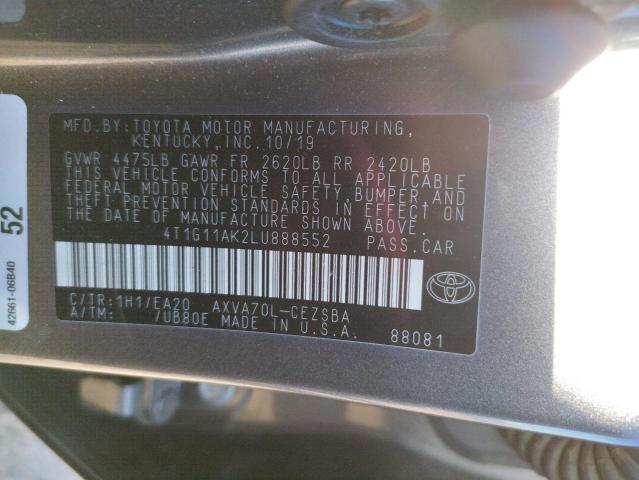 MFD.BY: TOYOTA MOTOR MANUFACTURING,
KENTUCKY, INC. 10/19
GVWR 4475LB GAWR FR 2620LB RR 2420LB
THIS VEHICLE CONFORMS TO ALL APPLICABLE
FEDERAL MOTOR VEHICLE SAFETY, BUMPER, AND
THEFT PREVENTION STANDARDS IN EFFECT ON
THE DATE OF MANUFACTURE SHOWN ABOVE.
4T1G11AK2LU888552 PASS.CAR
C/TR: 1H1/EA20 AXVA70L-CEZSBA
A/TM: 7UB80E MADE IN U.S.A.
88081
52
42661-06B40